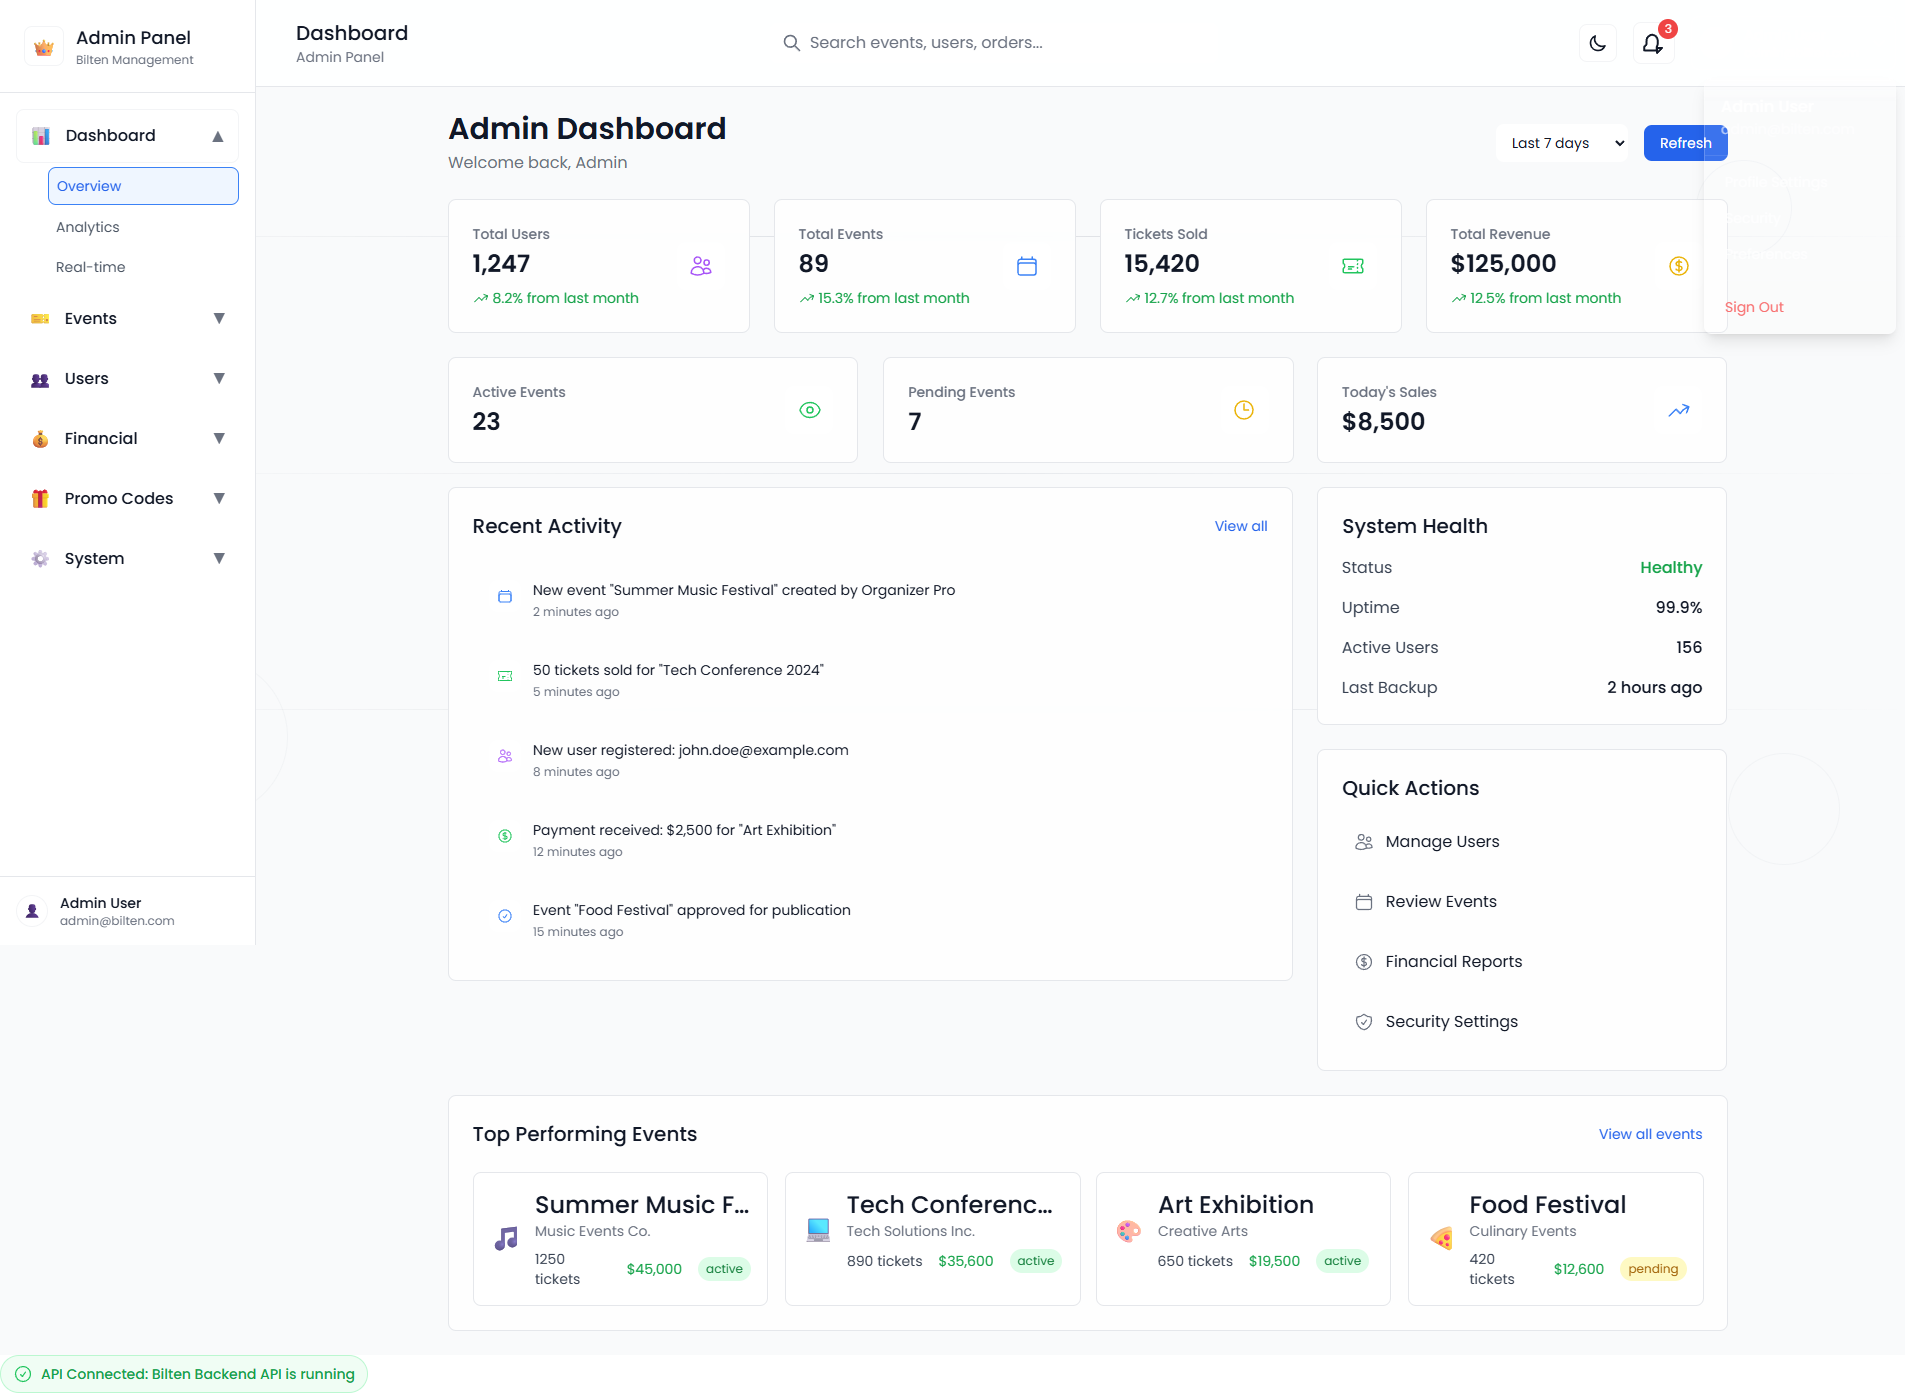 Admin Panel
Bilten Management
Dashboard
Overview
Analytics
Real-time
Events
Users
Financial
Promo Codes
System
Admin User
admin@bilten.com
Dashboard
Admin Panel
Search events, users, orders...
3
Admin Dashboard
Welcome back, Admin
Last 7 days
Refresh
Sign Out
Total Users
1,247
8.2% from last month
Total Events
89
15.3% from last month
Tickets Sold
15,420
12.7% from last month
Total Revenue
$125,000
12.5% from last month
Active Events
23
Pending Events
7
Today's Sales
$8,500
Recent Activity
View all
New event "Summer Music Festival" created by Organizer Pro
2 minutes ago
50 tickets sold for "Tech Conference 2024"
5 minutes ago
New user registered: john.doe@example.com
8 minutes ago
Payment received: $2,500 for "Art Exhibition"
12 minutes ago
Event "Food Festival" approved for publication
15 minutes ago
System Health
Status Healthy
Uptime 99.9%
Active Users 156
Last Backup 2 hours ago
Quick Actions
Manage Users
Review Events
Financial Reports
Security Settings
Top Performing Events
View all events
Summer Music F...
Music Events Co.
1250 tickets $45,000 active
Tech Conferenc...
Tech Solutions Inc.
890 tickets $35,600 active
Art Exhibition
Creative Arts
650 tickets $19,500 active
Food Festival
Culinary Events
420 tickets $12,600 pending
API Connected: Bilten Backend API is running